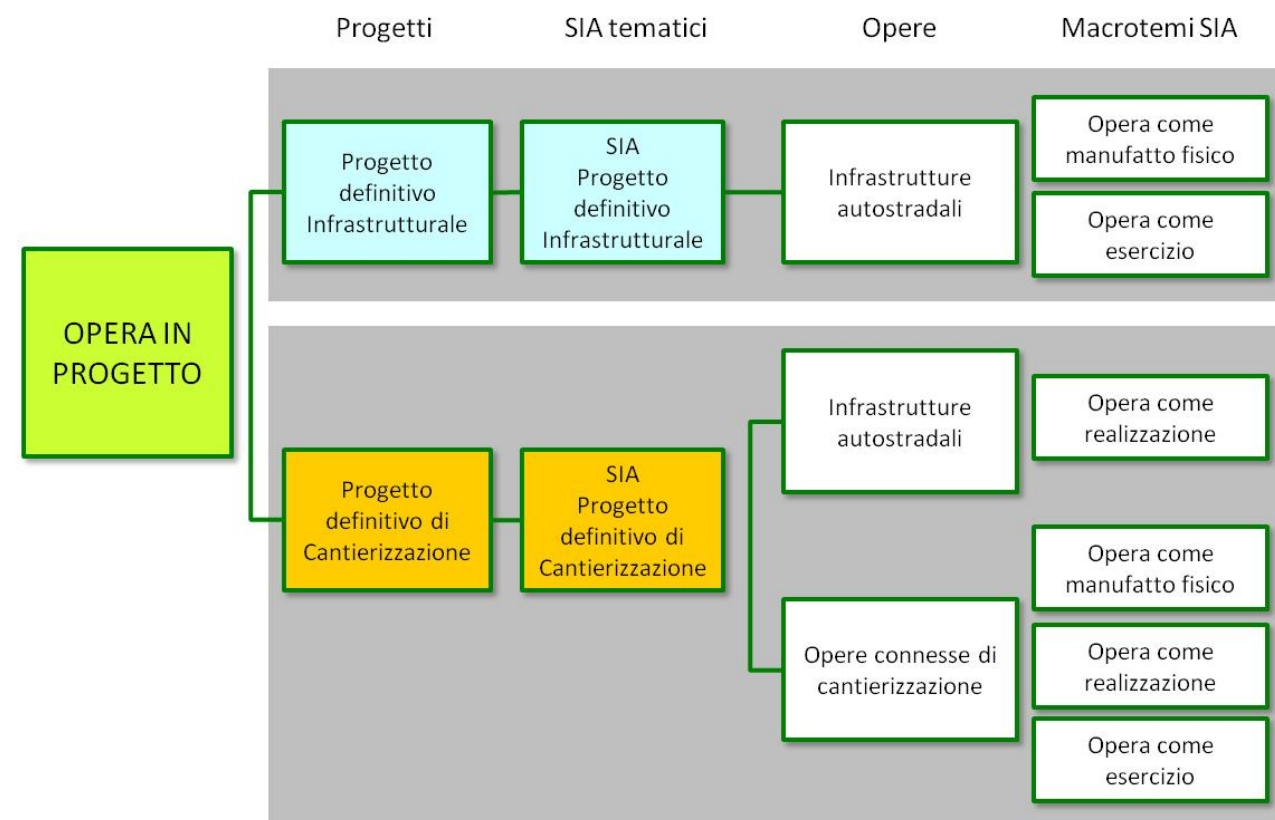 Progetti
SIA tematici
Opere
Macrotemi SIA
OPERA IN
PROGETTO
Progetto
definitivo
Infrastrutturale
SIA
Progetto
definitivo
Infrastrutturale
Infrastrutture
autostradali
Opera come
manufatto fisico
Opera come
esercizio
Progetto
definitivo di
Cantierizzazione
SIA
Progetto
definitivo di
Cantierizzazione
Infrastrutture
autostradali
Opera come
realizzazione
Opere connesse di
cantierizzazione
Opera come
manufatto fisico
Opera come
realizzazione
Opera come
esercizio